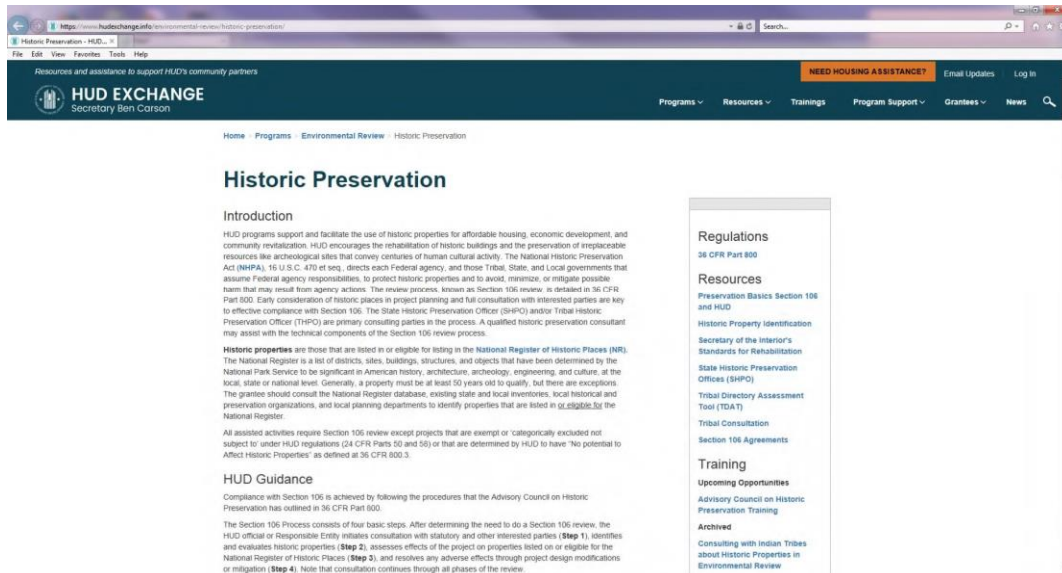 https://www.hudexchange.info/environmental-review/historic-preservation/
Search...
Historic Preservation - HUD...
File Edit View Favorites Tools Help
Resources and assistance to support HUD's community partners
NEED HOUSING ASSISTANCE?
Email Updates
Log In
HUD EXCHANGE
Secretary Ben Carson
Programs
Resources
Trainings
Program Support
Grantees
News
Home
Programs
Environmental Review
Historic Preservation
Historic Preservation
Introduction
HUD programs support and facilitate the use of historic properties for affordable housing, economic development, and
community revitalization. HUD encourages the rehabilitation of historic buildings and the preservation of irreplaceable
resources like archeological sites that convey centuries of human cultural activity. The National Historic Preservation
Act (NHPA), 16 U.S.C. 470 et seq., directs each Federal agency, and those Tribal, State, and Local governments that
assume Federal agency responsibilities, to protect historic properties and to avoid, minimize, or mitigate possible
harm that may result from agency actions. The review process, known as Section 106 review, is detailed in 36 CFR
Part 800. Early consideration of historic places in project planning and full consultation with interested parties are key
to effective compliance with Section 106. The State Historic Preservation Officer (SHPO) and/or Tribal Historic
Preservation Officer (THPO) are primary consulting parties in the process. A qualified historic preservation consultant
may assist with the technical components of the Section 106 review process.
Historic properties are those that are listed in or eligible for listing in the National Register of Historic Places (NR).
The National Register is a list of districts, sites, buildings, structures, and objects that have been determined by the
National Park Service to be significant in American history, architecture, archeology, engineering, and culture, at the
local, state or national level. Generally, a property must be at least 50 years old to qualify, but there are exceptions.
The grantee should consult the National Register database, existing state and local inventories, local historical and
preservation organizations, and local planning departments to identify properties that are listed in or eligible for the
National Register.
All assisted activities require Section 106 review except projects that are exempt or 'categorically excluded not
subject to' under HUD regulations (24 CFR Parts 50 and 58) or that are determined by HUD to have "No potential to
Affect Historic Properties" as defined at 36 CFR 800.3.
HUD Guidance
Compliance with Section 106 is achieved by following the procedures that the Advisory Council on Historic
Preservation has outlined in 36 CFR Part 800.
The Section 106 Process consists of four basic steps. After determining the need to do a Section 106 review, the
HUD official or Responsible Entity initiates consultation with statutory and other interested parties (Step 1), identifies
and evaluates historic properties (Step 2), assesses effects of the project on properties listed on or eligible for the
National Register of Historic Places (Step 3), and resolves any adverse effects through project design modifications
or mitigation (Step 4). Note that consultation continues through all phases of the review.
Regulations
36 CFR Part 800
Resources
Preservation Basics Section 106
and HUD
Historic Property Identification
Secretary of the Interior's
Standards for Rehabilitation
State Historic Preservation
Offices (SHPO)
Tribal Directory Assessment
Tool (TDAT)
Tribal Consultation
Section 106 Agreements
Training
Upcoming Opportunities
Advisory Council on Historic
Preservation Training
Archived
Consulting with Indian Tribes
about Historic Properties in
Environmental Review